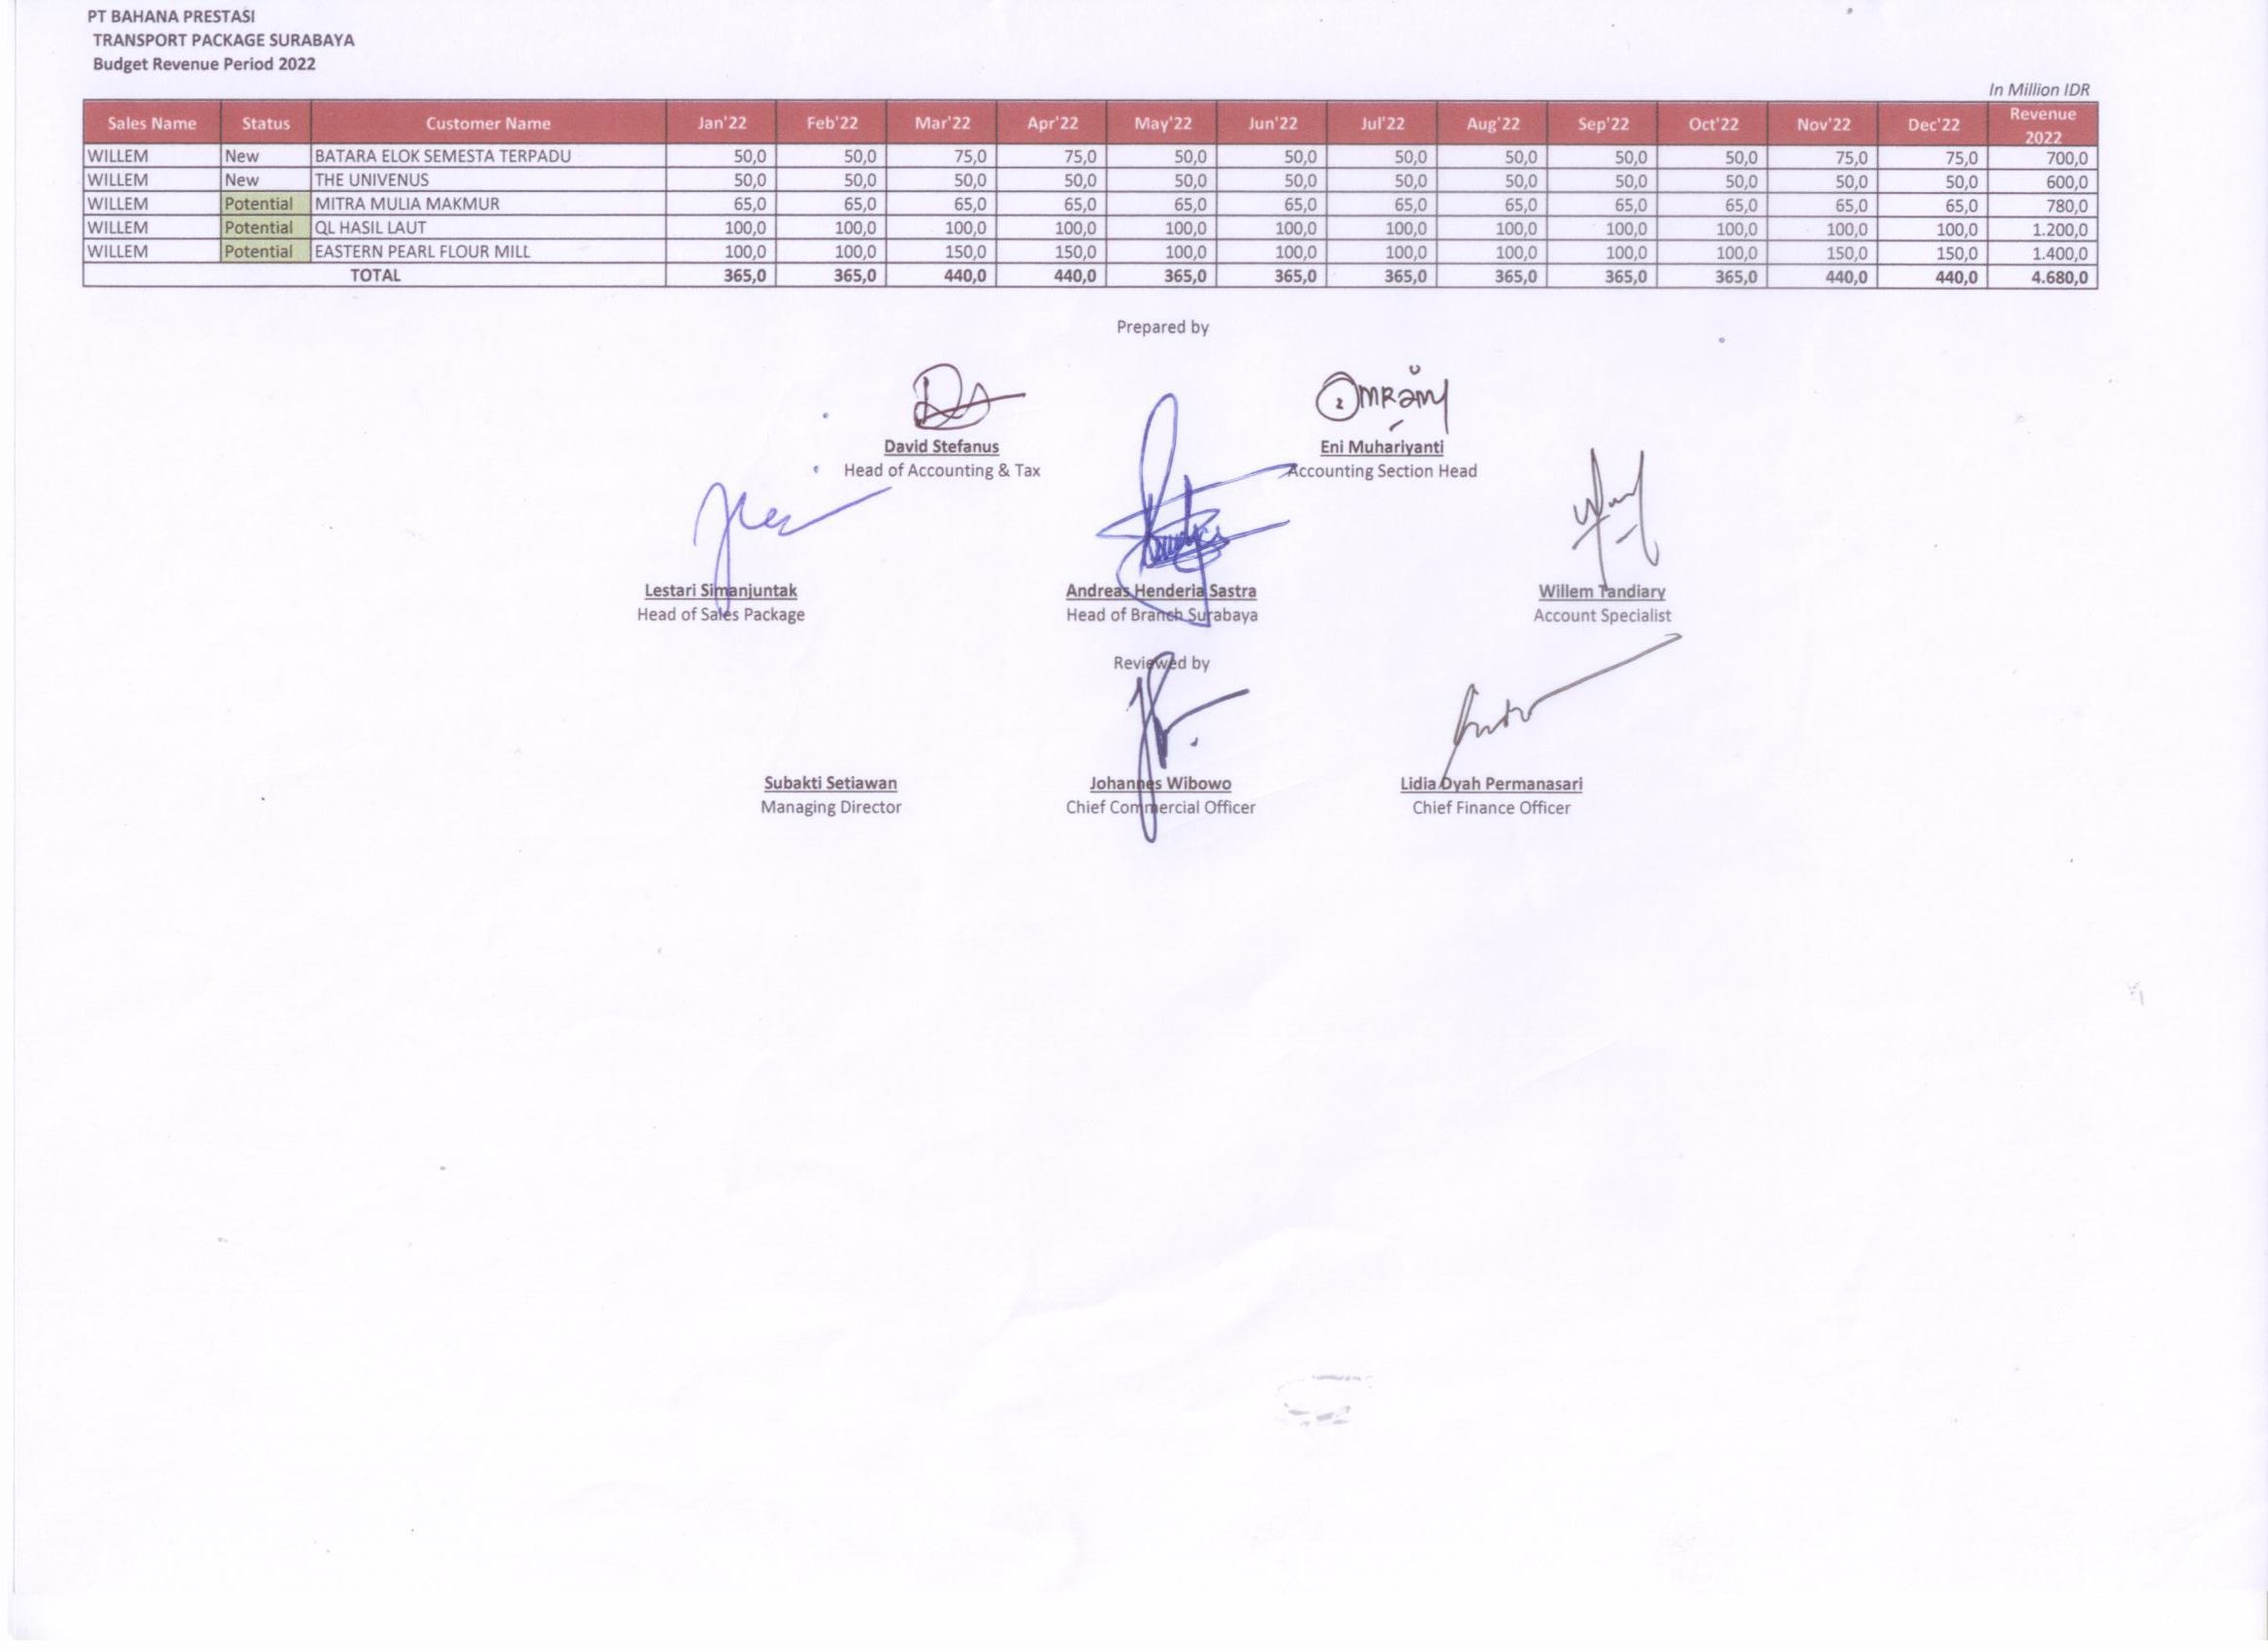 PT BAHANA PRESTASI
TRANSPORT PACKAGE SURABAYA
Budget Revenue Period 2022
In Million IDR
Sales Name Status Customer Name Jan'22 Feb'22 Mar'22 Apr'22 May'22 Jun'22 Jul'22 Aug'22 Sep'22 Oct'22 Nov'22 Dec'22 Revenue 2022
WILLEM New BATARA ELOK SEMESTA TERPADU 50,0 50,0 75,0 75,0 50,0 50,0 50,0 50,0 50,0 50,0 75,0 75,0 700,0
WILLEM New THE UNIVENUS 50,0 50,0 50,0 50,0 50,0 50,0 50,0 50,0 50,0 50,0 50,0 50,0 600,0
WILLEM Potential MITRA MULIA MAKMUR 65,0 65,0 65,0 65,0 65,0 65,0 65,0 65,0 65,0 65,0 65,0 65,0 780,0
WILLEM Potential QL HASIL LAUT 100,0 100,0 100,0 100,0 100,0 100,0 100,0 100,0 100,0 100,0 100,0 100,0 1.200,0
WILLEM Potential EASTERN PEARL FLOUR MILL 100,0 100,0 150,0 150,0 100,0 100,0 100,0 100,0 100,0 100,0 150,0 150,0 1.400,0
TOTAL 365,0 365,0 440,0 440,0 365,0 365,0 365,0 365,0 365,0 365,0 440,0 440,0 4.680,0
Prepared by
David Stefanus Eni Muhariyanti
Head of Accounting & Tax Accounting Section Head
Lestari Simanjuntak Andreas Henderia Sastra Willem Tandiary
Head of Sales Package Head of Branch Surabaya Account Specialist
Reviewed by
Subakti Setiawan Johannes Wibowo Lidia Dyah Permanasari
Managing Director Chief Commercial Officer Chief Finance Officer